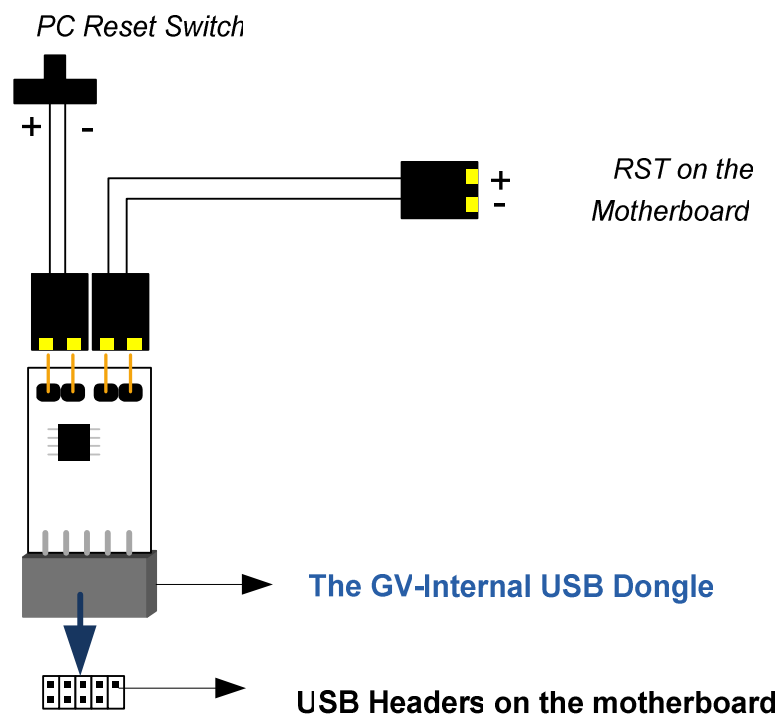 PC Reset Switch
+ -
+
-
RST on the
Motherboard
The GV-Internal USB Dongle
USB Headers on the motherboard